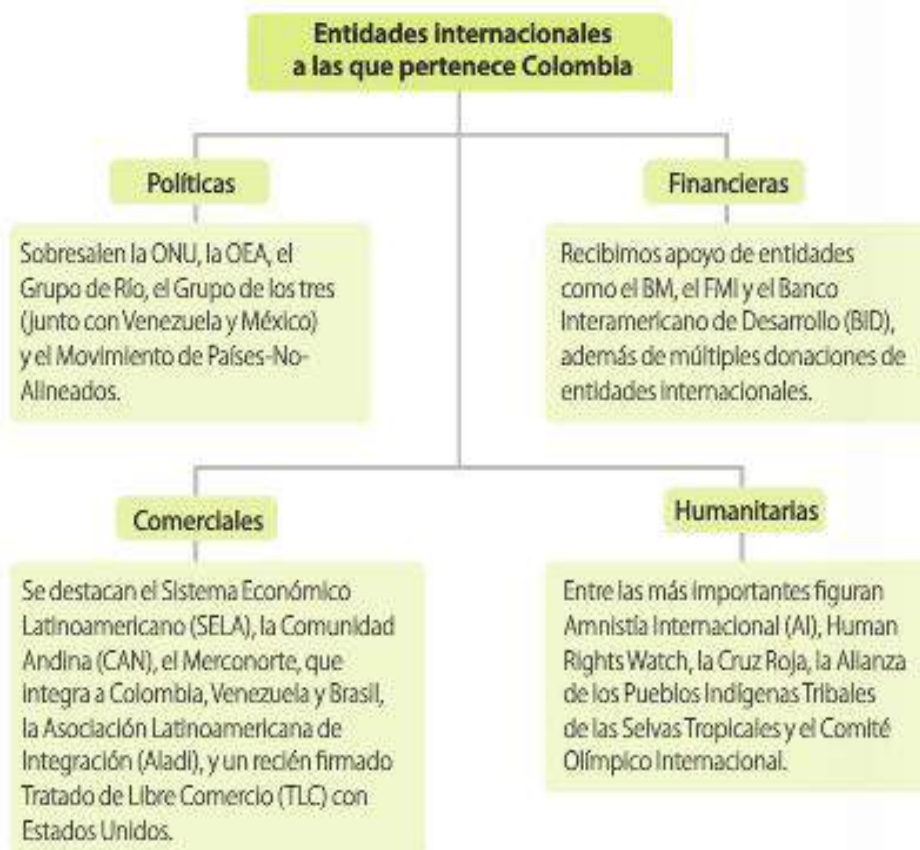 Entidades internacionales
a las que pertenece Colombia
Políticas
Sobresalen la ONU, la OEA, el
Grupo de Río, el Grupo de los tres
(junto con Venezuela y México)
y el Movimiento de Países-No-
Alineados.
Financieras
Recibimos apoyo de entidades
como el BM, el FMI y el Banco
Interamericano de Desarrollo (BID),
además de múltiples donaciones de
entidades internacionales.
Comerciales
Se destacan el Sistema Económico
Latinoamericano (SELA), la Comunidad
Andina (CAN), el Merconorte, que
integra a Colombia, Venezuela y Brasil,
la Asociación Latinoamericana de
Integración (Aladi), y un recién firmado
Tratado de Libre Comercio (TLC) con
Estados Unidos.
Humanitarias
Entre las más importantes figuran
Amnistía Internacional (AI), Human
Rights Watch, la Cruz Roja, la Alianza
de los Pueblos Indígenas Tribales
de las Selvas Tropicales y el Comité
Olímpico Internacional.